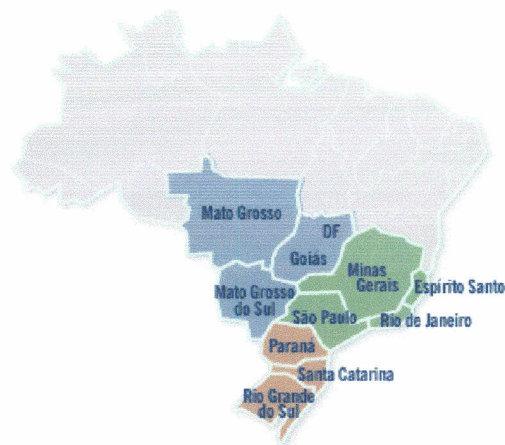 Mato Grosso
DF
Goiás
Minas
Gerais
Espírito Santo
Mato Grosso
do Sul
São Paulo
Rio de Janeiro
Paraná
Santa Catarina
Rio Grande
do Sul